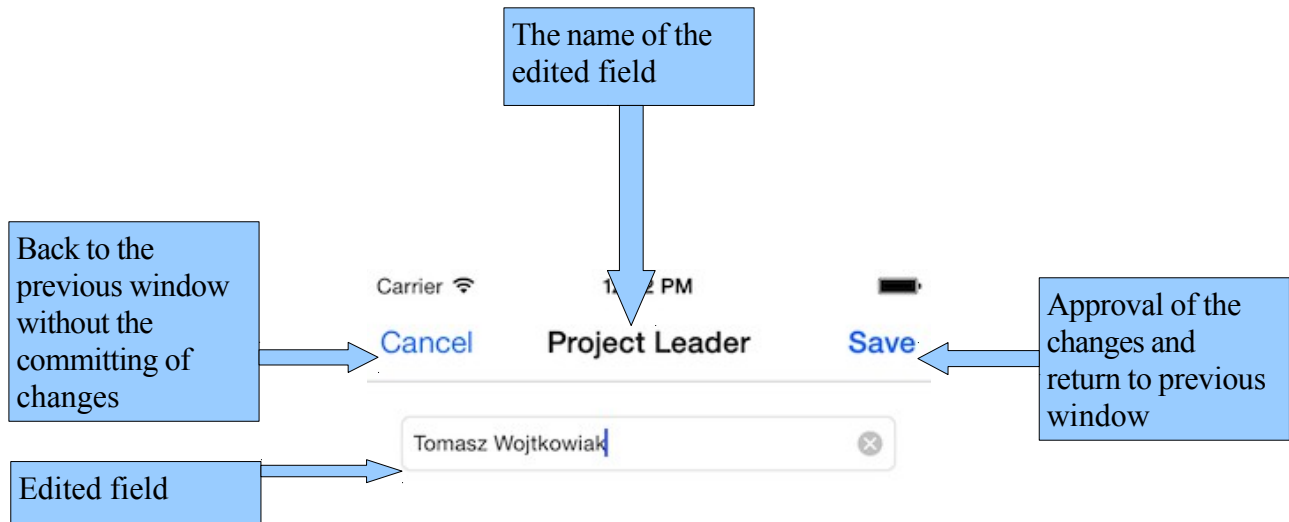 The name of the
edited field
Back to the
previous window
without the
committing of
changes
Carrier
PM
Cancel
Project Leader
Save
Approval of the
changes and
return to previous
window
Tomasz Wojtkowiak
Edited field